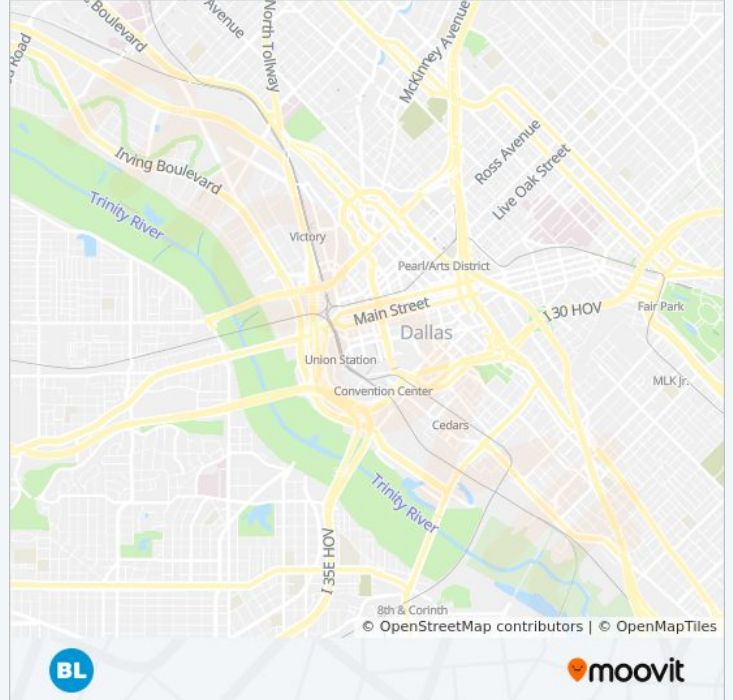 Boulevard
Avenue
North Tollway
McKinney Avenue
Road
Ross Avenue
Live Oak Street
Irving Boulevard
Trinity River
Victory
Pearl/Arts District
Main Street
I 30 HOV
Fair Park
Dallas
Union Station
MLK Jr.
Convention Center
Cedars
Trinity River
I 35E HOV
8th & Corinth
© OpenStreetMap contributors | © OpenMapTiles
BL
moovit